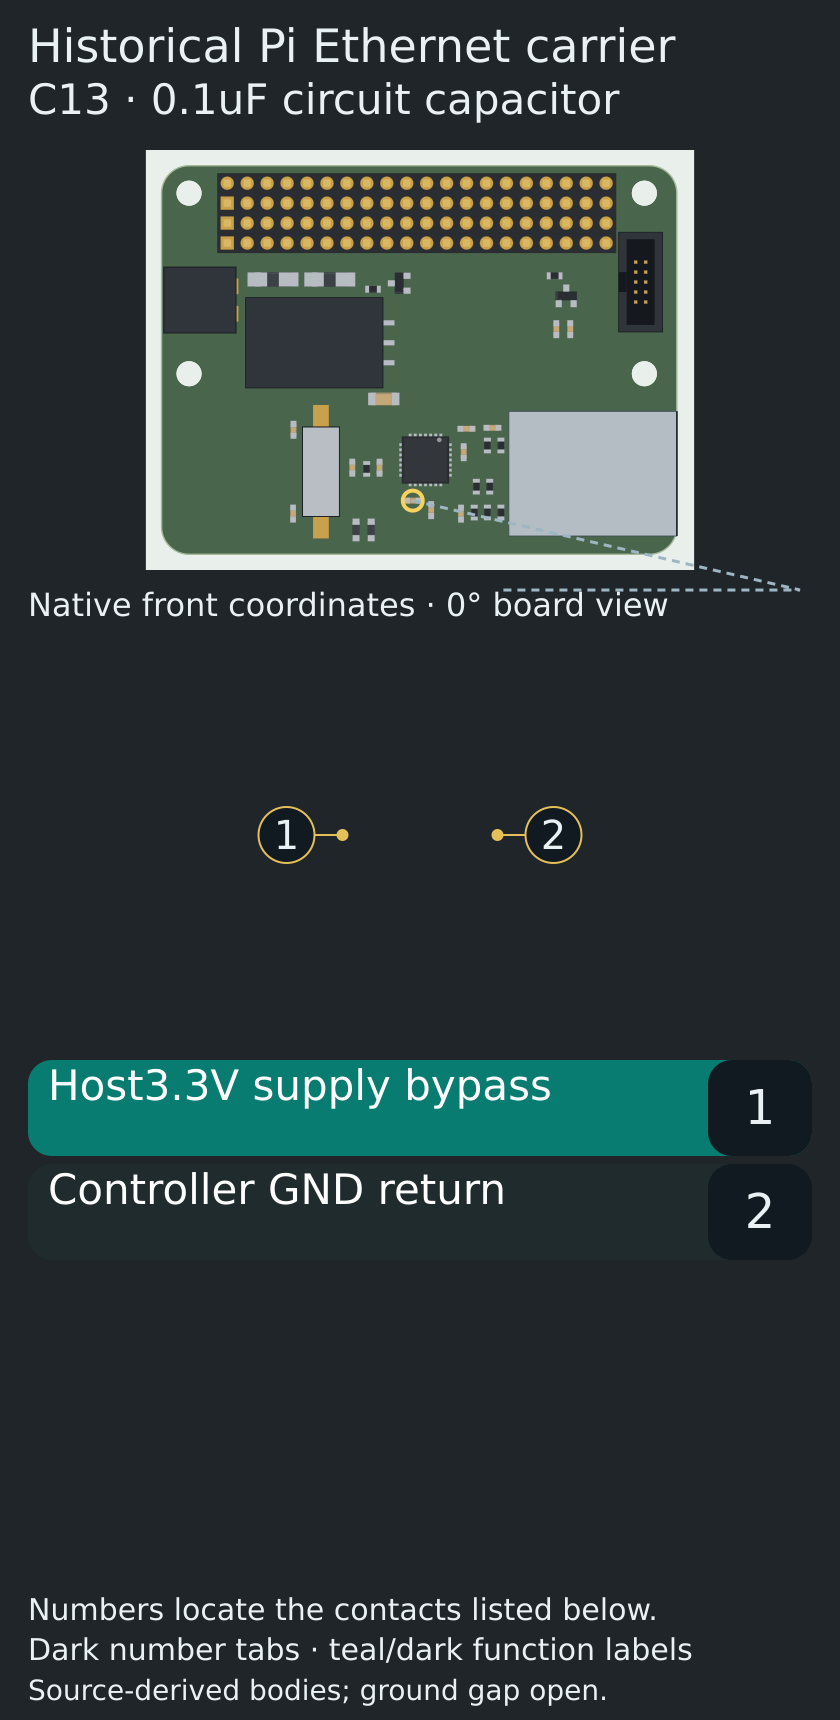 Historical Pi Ethernet carrier
C13 · 0.1uF circuit capacitor
Native front coordinates · 0° board view
1
2
Host3.3V supply bypass 1
Controller GND return 2
Numbers locate the contacts listed below.
Dark number tabs · teal/dark function labels
Source-derived bodies; ground gap open.